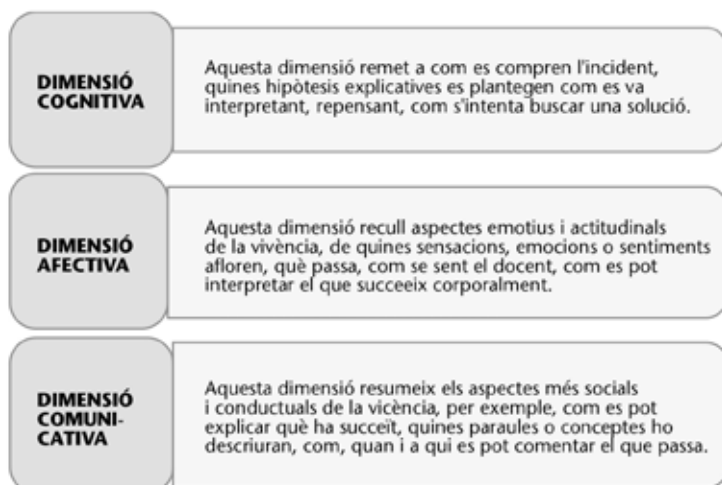 DIMENSIÓ
COGNITIVA
Aquesta dimensió remet a com es compren l'incident,
quines hipòtesis explicatives es plantegen com es va
interpretant, repensant, com s'intenta buscar una solució.
DIMENSIÓ
AFECTIVA
Aquesta dimensió recull aspectes emotius i actitudinals
de la vivència, de quines sensacions, emocions o sentiments
afloren, què passa, com se sent el docent, com es pot
interpretar el que succeeix corporalment.
DIMENSIÓ
COMUNI-
CATIVA
Aquesta dimensió resumeix els aspectes més socials
i conductuals de la vicència, per exemple, com es pot
explicar què ha succeït, quines paraules o conceptes ho
descriuran, com, quan i a qui es pot comentar el que passa.